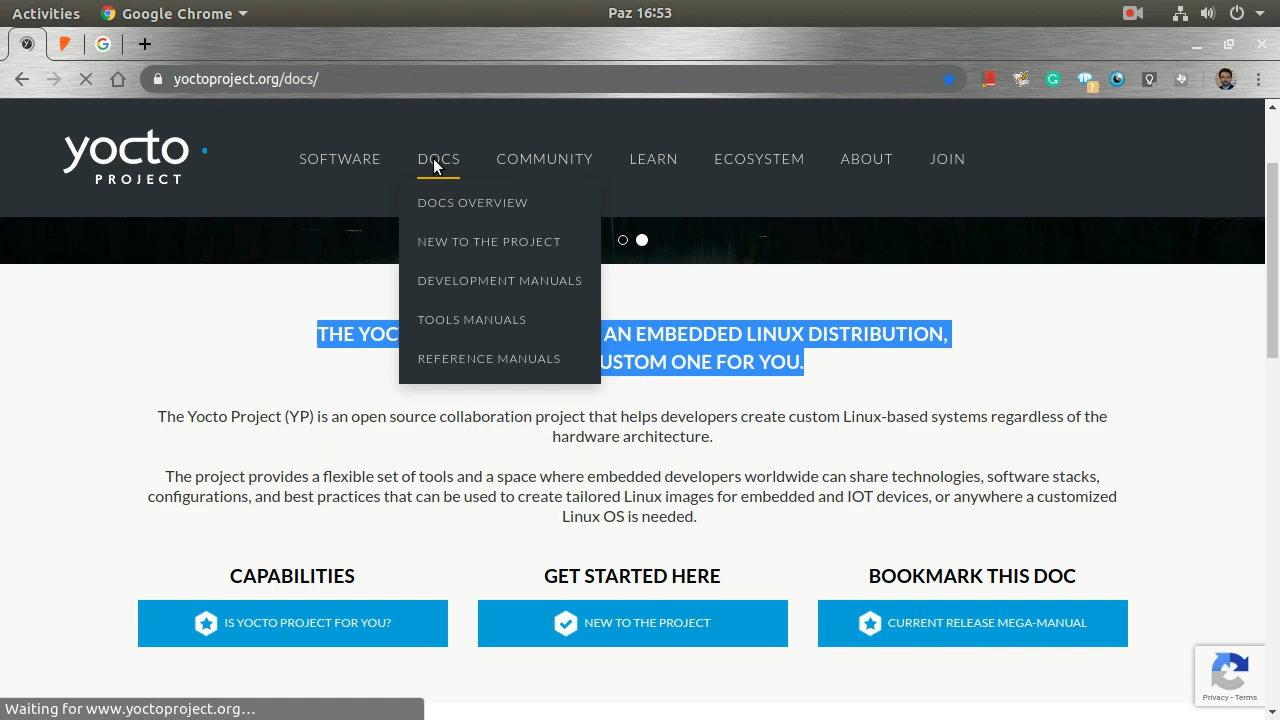 Activities
Google Chrome
Paz 16:53
yoctoproject.org/docs/
yocto
PROJECT
SOFTWARE
DOCS
COMMUNITY
LEARN
ECOSYSTEM
ABOUT
JOIN
DOCS OVERVIEW
NEW TO THE PROJECT
DEVELOPMENT MANUALS
TOOLS MANUALS
REFERENCE MANUALS
THE YOC AN EMBEDDED LINUX DISTRIBUTION,
USTOM ONE FOR YOU.
The Yocto Project (YP) is an open source collaboration project that helps developers create custom Linux-based systems regardless of the
hardware architecture.
The project provides a flexible set of tools and a space where embedded developers worldwide can share technologies, software stacks,
configurations, and best practices that can be used to create tailored Linux images for embedded and IOT devices, or anywhere a customized
Linux OS is needed.
CAPABILITIES
GET STARTED HERE
BOOKMARK THIS DOC
IS YOCTO PROJECT FOR YOU?
NEW TO THE PROJECT
CURRENT RELEASE MEGA-MANUAL
Privacy - Terms
Waiting for www.yoctoproject.org...